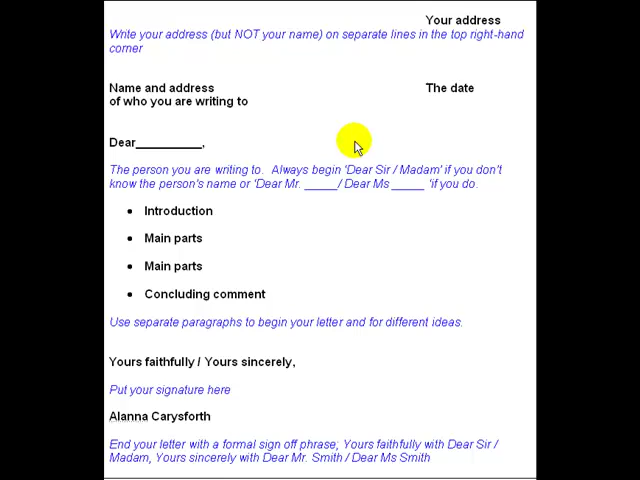 Your address
Write your address (but NOT your name) on separate lines in the top right-hand
corner
Name and address The date
of who you are writing to
Dear__________,
The person you are writing to. Always begin 'Dear Sir / Madam' if you don't
know the person's name or 'Dear Mr. _____/ Dear Ms _____ 'if you do.
• Introduction
• Main parts
• Main parts
• Concluding comment
Use separate paragraphs to begin your letter and for different ideas.
Yours faithfully / Yours sincerely,
Put your signature here
Alanna Carysforth
End your letter with a formal sign off phrase; Yours faithfully with Dear Sir /
Madam, Yours sincerely with Dear Mr. Smith / Dear Ms Smith